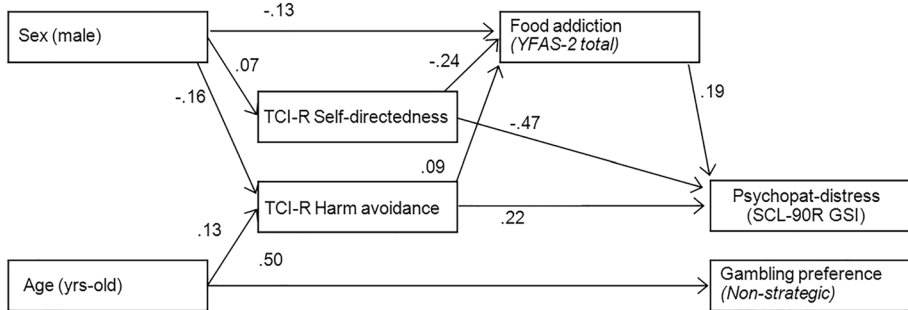 -.13
Sex (male)
Food addiction
(YFAS-2 total)
.07
-.24
.19
-.16
TCI-R Self-directedness
-.47
.09
TCI-R Harm avoidance
.22
Psychopat-distress
(SCL-90R GSI)
.13
.50
Age (yrs-old)
Gambling preference
(Non-strategic)